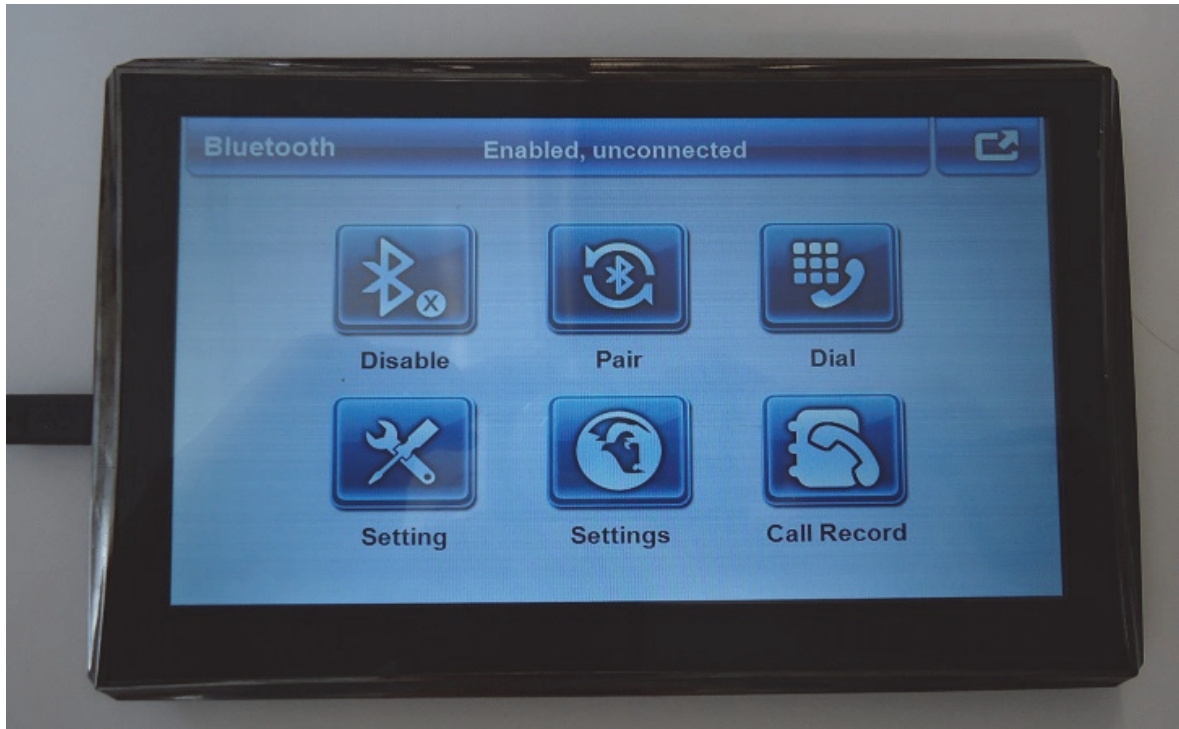 Bluetooth Enabled, unconnected
Disable Pair Dial
Setting Settings Call Record